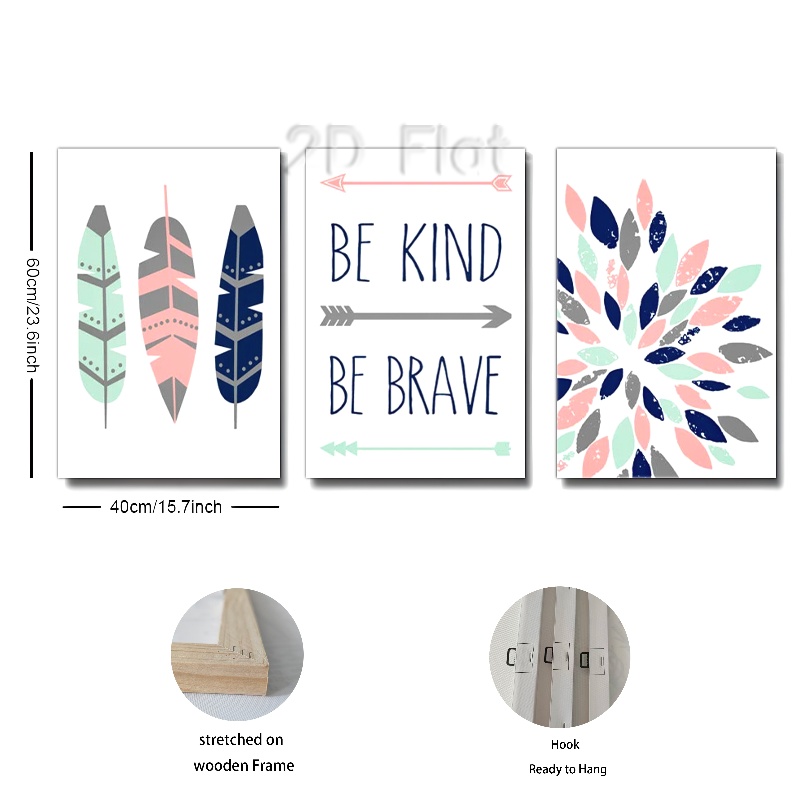 2D Flat
BE KIND
BE BRAVE
60cm/23.6inch
40cm/15.7inch
stretched on
wooden Frame
Hook
Ready to Hang